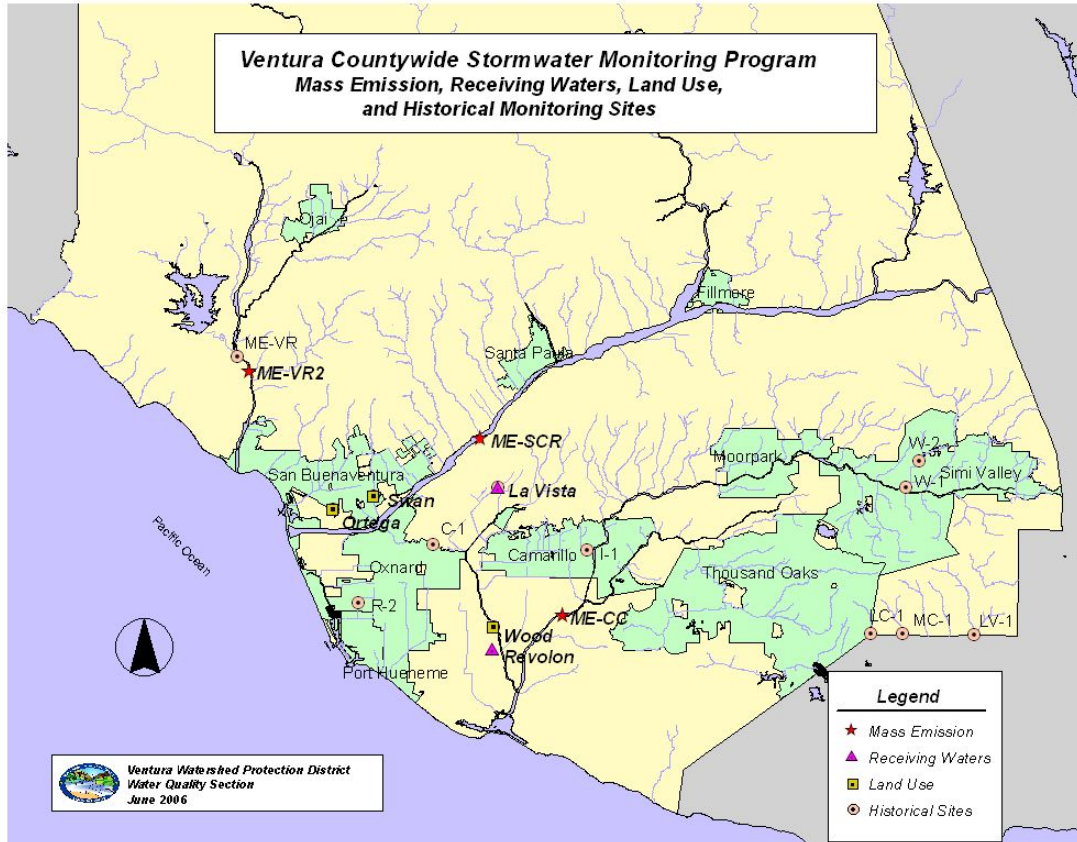 Ventura Countywide Stormwater Monitoring Program
Mass Emission, Receiving Waters, Land Use,
and Historical Monitoring Sites
Ojai
Fillmore
ME-VR
ME-VR2
Santa Paula
ME-SCR
San Buenaventura
Swan
Ortega
La Vista
Moorpark
W-2
Simi Valley
W-1
C-1
Camarillo
I-1
Oxnard
Thousand Oaks
R-2
ME-CC
Wood
Revolon
LC-1
MC-1
LV-1
Port Hueneme
Pacific Ocean
Legend
Mass Emission
Receiving Waters
Land Use
Historical Sites
Ventura Watershed Protection District
Water Quality Section
June 2006